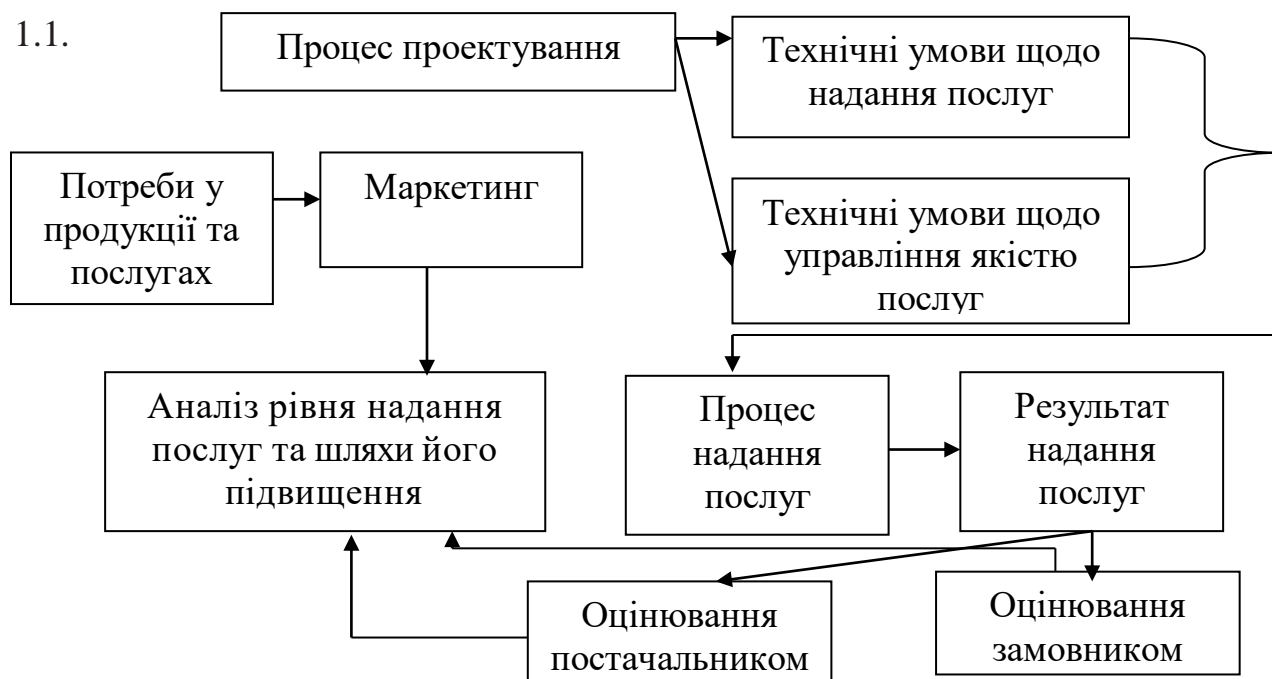 1.1.
Процес проектування
Технічні умови щодо
надання послуг
Потреби у
продукції та
послугах
Маркетинг
Технічні умови щодо
управління якістю
послуг
Аналіз рівня надання
послуг та шляхи його
підвищення
Процес
надання
послуг
Результат
надання
послуг
Оцінювання
постачальником
Оцінювання
замовником